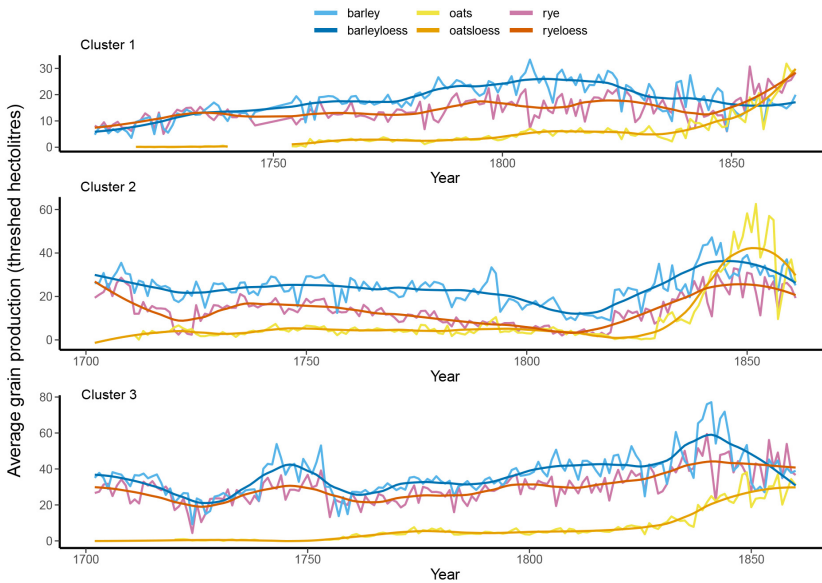 barley oats rye
barleyloess oatsloess ryeloess
Average grain production (threshed hectolitres)
Cluster 1
30
20
10
0
1750 1800 1850
Year
Cluster 2
60
40
20
0
1700 1750 1800 1850
Year
Cluster 3
80
60
40
20
0
1700 1750 1800 1850
Year